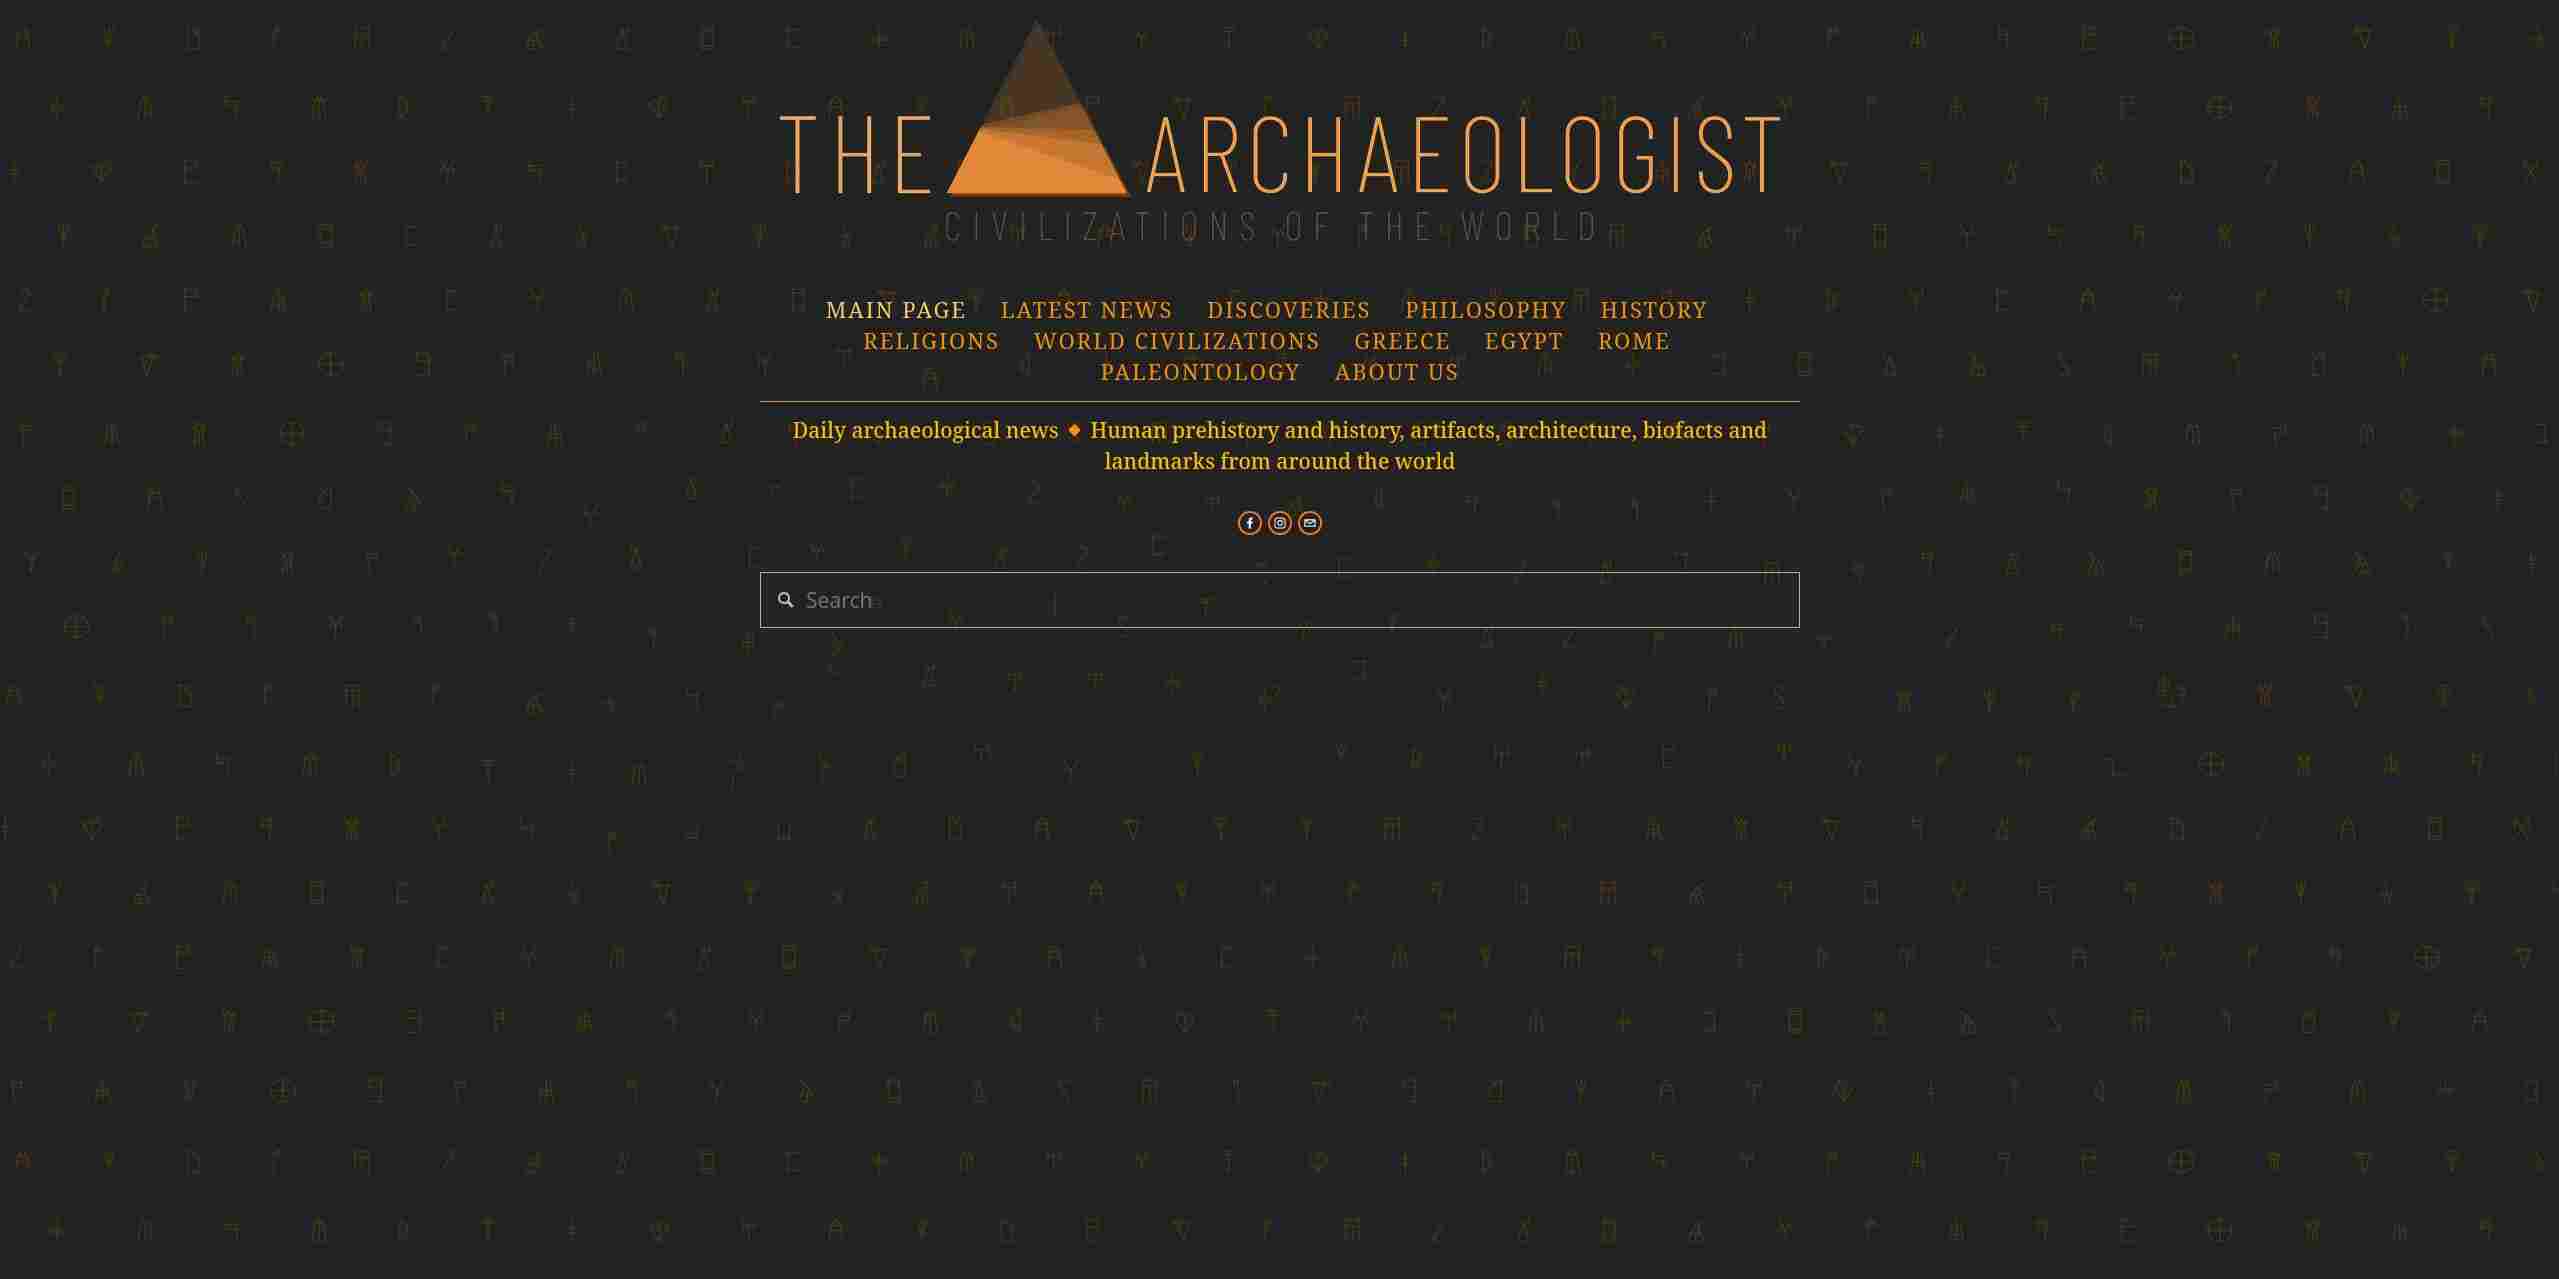 THE ARCHAEOLOGIST
CIVILIZATIONS OF THE WORLD
MAIN PAGE LATEST NEWS DISCOVERIES PHILOSOPHY HISTORY
RELIGIONS WORLD CIVILIZATIONS GREECE EGYPT ROME
PALEONTOLOGY ABOUT US
Daily archaeological news 🔸 Human prehistory and history, artifacts, architecture, biofacts and
landmarks from around the world
Search